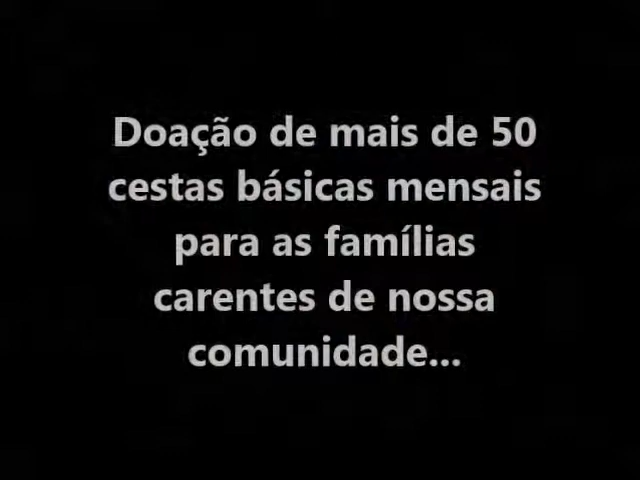 Doação de mais de 50
cestas básicas mensais
para as famílias
carentes de nossa
comunidade...